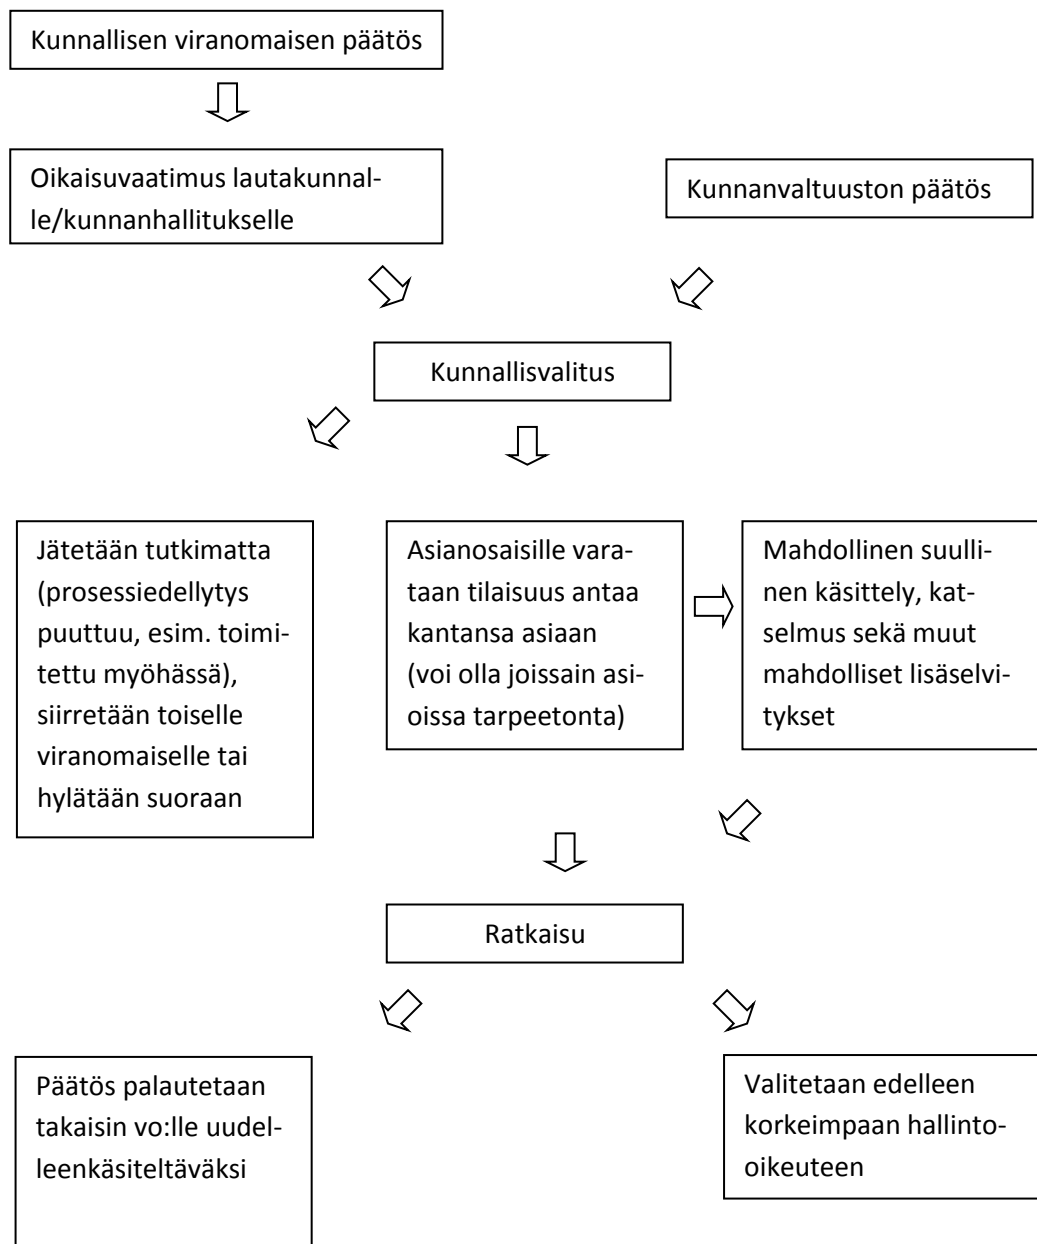 Kunnallisen viranomaisen päätös
Oikaisuvaatimus lautakunnal-
le/kunnanhallitukselle
Kunnanvaltuuston päätös
Kunnallisvalitus
Jätetään tutkimatta
(prosessiedellytys
puuttuu, esim. toimi-
tettu myöhässä),
siirretään toiselle
viranomaiselle tai
hylätään suoraan
Asianosaisille vara-
taan tilaisuus antaa
kantansa asiaan
(voi olla joissain asi-
oissa tarpeetonta)
Mahdollinen suulli-
nen käsittely, kat-
selmus sekä muut
mahdolliset lisäselvi-
tykset
Ratkaisu
Päätös palautetaan
takaisin vo:lle uudel-
leenkäsiteltäväksi
Valitetaan edelleen
korkeimpaan hallinto-
oikeuteen